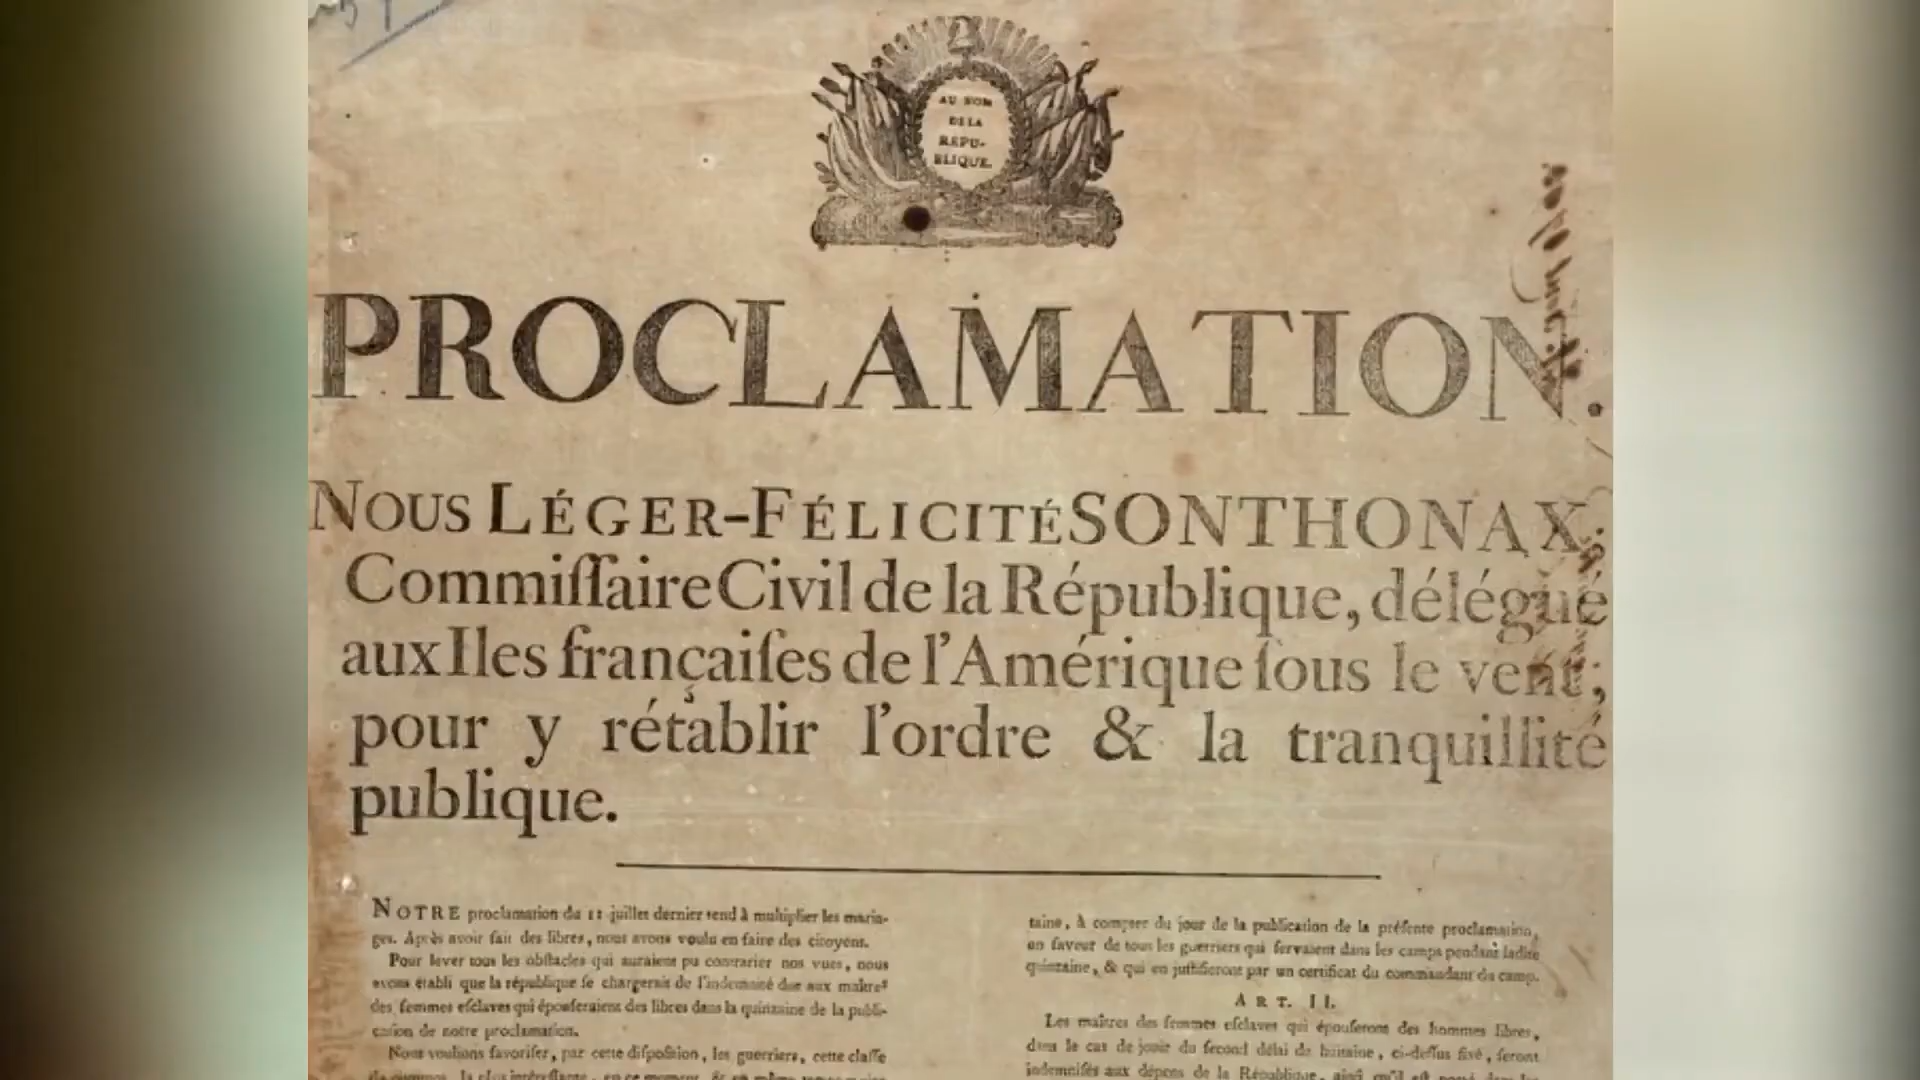 AU NOM
DE LA
RÉPU-
BLIQUE.
PROCLAMATION.
NOUS LÉGER-FÉLICITÉ SONTHONAX;
Commiſſaire Civil de la République, délégué
aux Iles françaiſes de l'Amérique ſous le vent;
pour y rétablir l'ordre & la tranquillité
publique.
NOTRE proclamation du 11 juillet dernier tend à multiplier les maria-
ges. Après avoir fait des libres, nous avons voulu en faire des citoyens.
Pour lever tous les obſtacles qui auraient pu contrarier nos vues, nous
avons établi que la république ſe chargerait de l'indemnité due aux maîtres
des femmes eſclaves qui épouſeraient des libres dans la quinzaine de la publi-
cation de notre proclamation.
Nous voulions favoriſer, par cette diſpoſition, les guerriers, cette claſſe
taine, à compter du jour de la publication de la préſente proclamation,
en faveur de tous les guerriers qui ſervaient dans les camps pendant ladite
quintaine, & qui en juſtifieront par un certificat du commandant du camp.
ART. II.
Les maîtres des femmes eſclaves qui épouſeront des hommes libres,
dans le cas de jouir du ſecond délai de huitaine, ci-deſſus fixé, ſeront
indemniſés aux dépens de la République, ainſi qu'il eſt